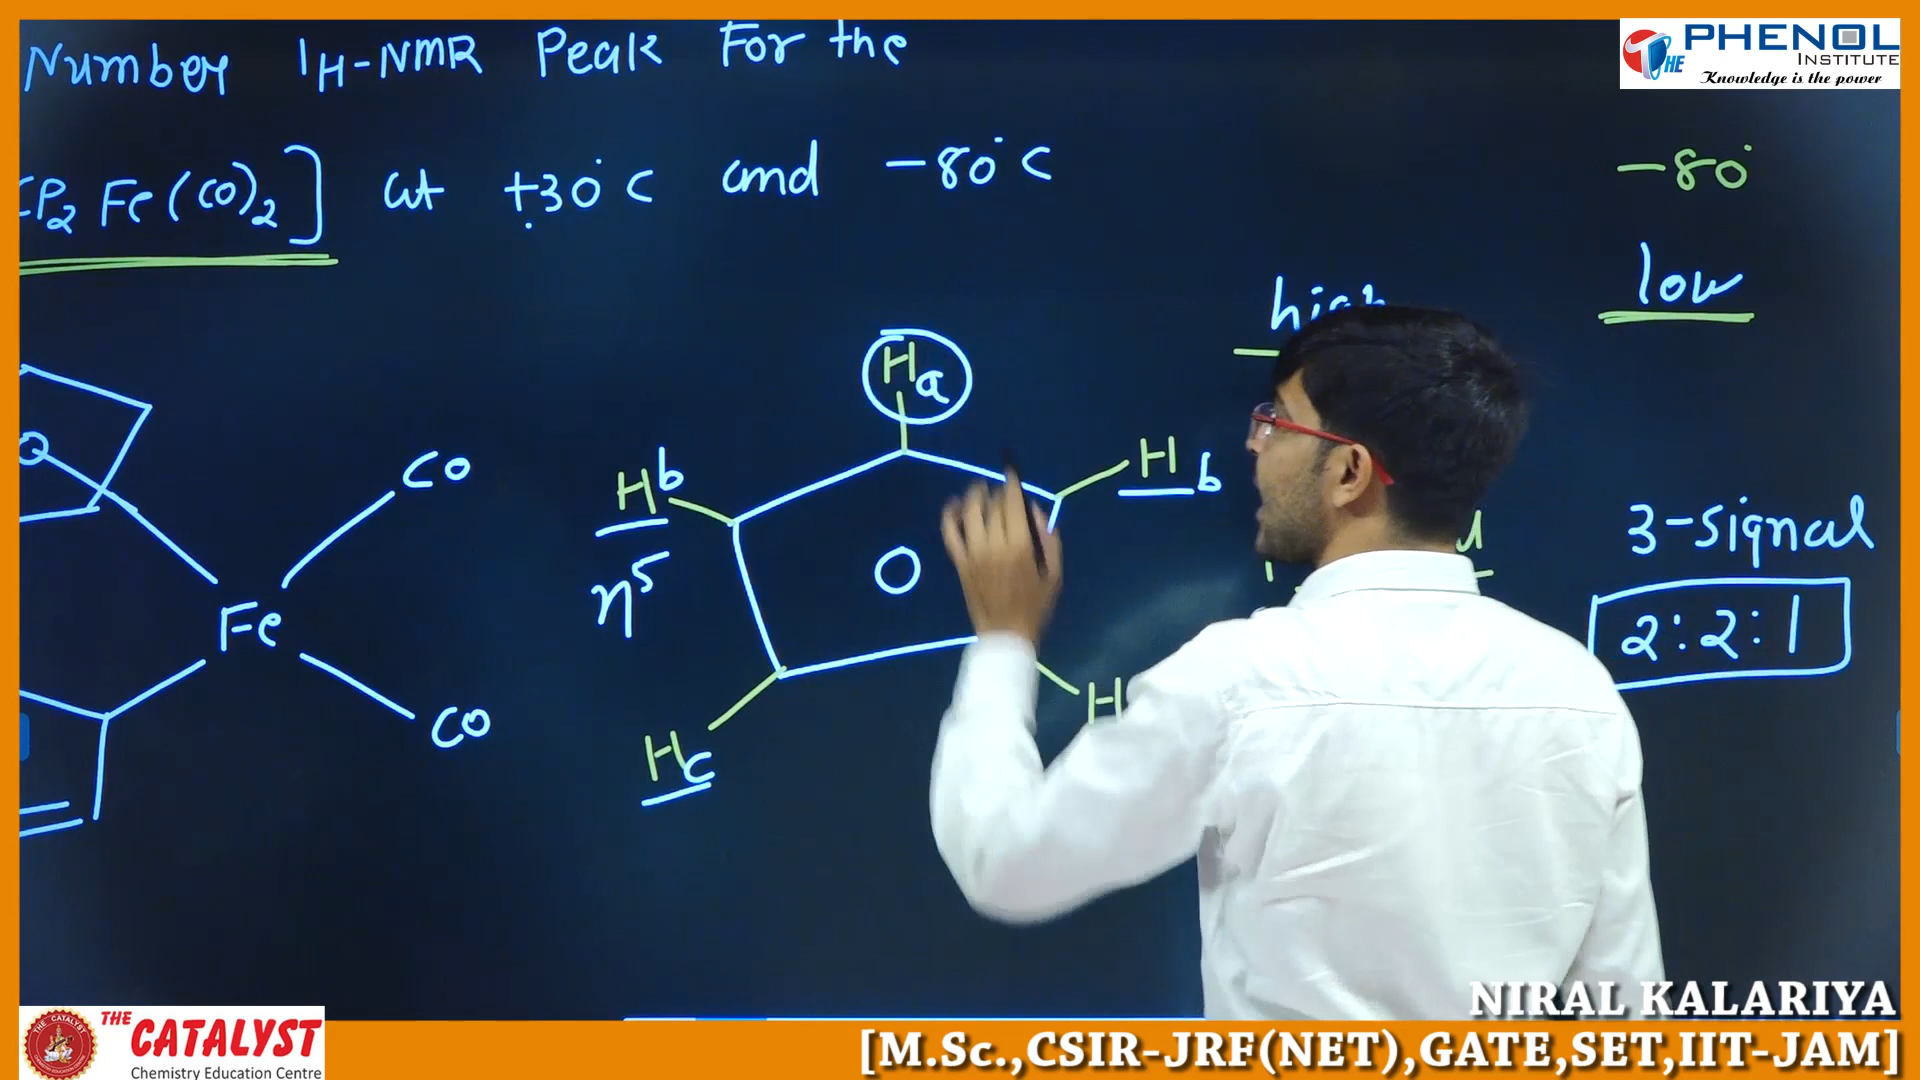 Number 1H-NMR Peak For the
CP2 Fe(CO)2] at +30°C and -80°C
-80°
low
high
Ha
Hb
H b
η5
O
CO
Fe
CO
Hc
H
3-signal
2:2:1
THE PHENOL
INSTITUTE
Knowledge is the power
NIRAL KALARIYA
[M.Sc.,CSIR-JRF(NET),GATE,SET,IIT-JAM]
THE CATALYST
Chemistry Education Centre